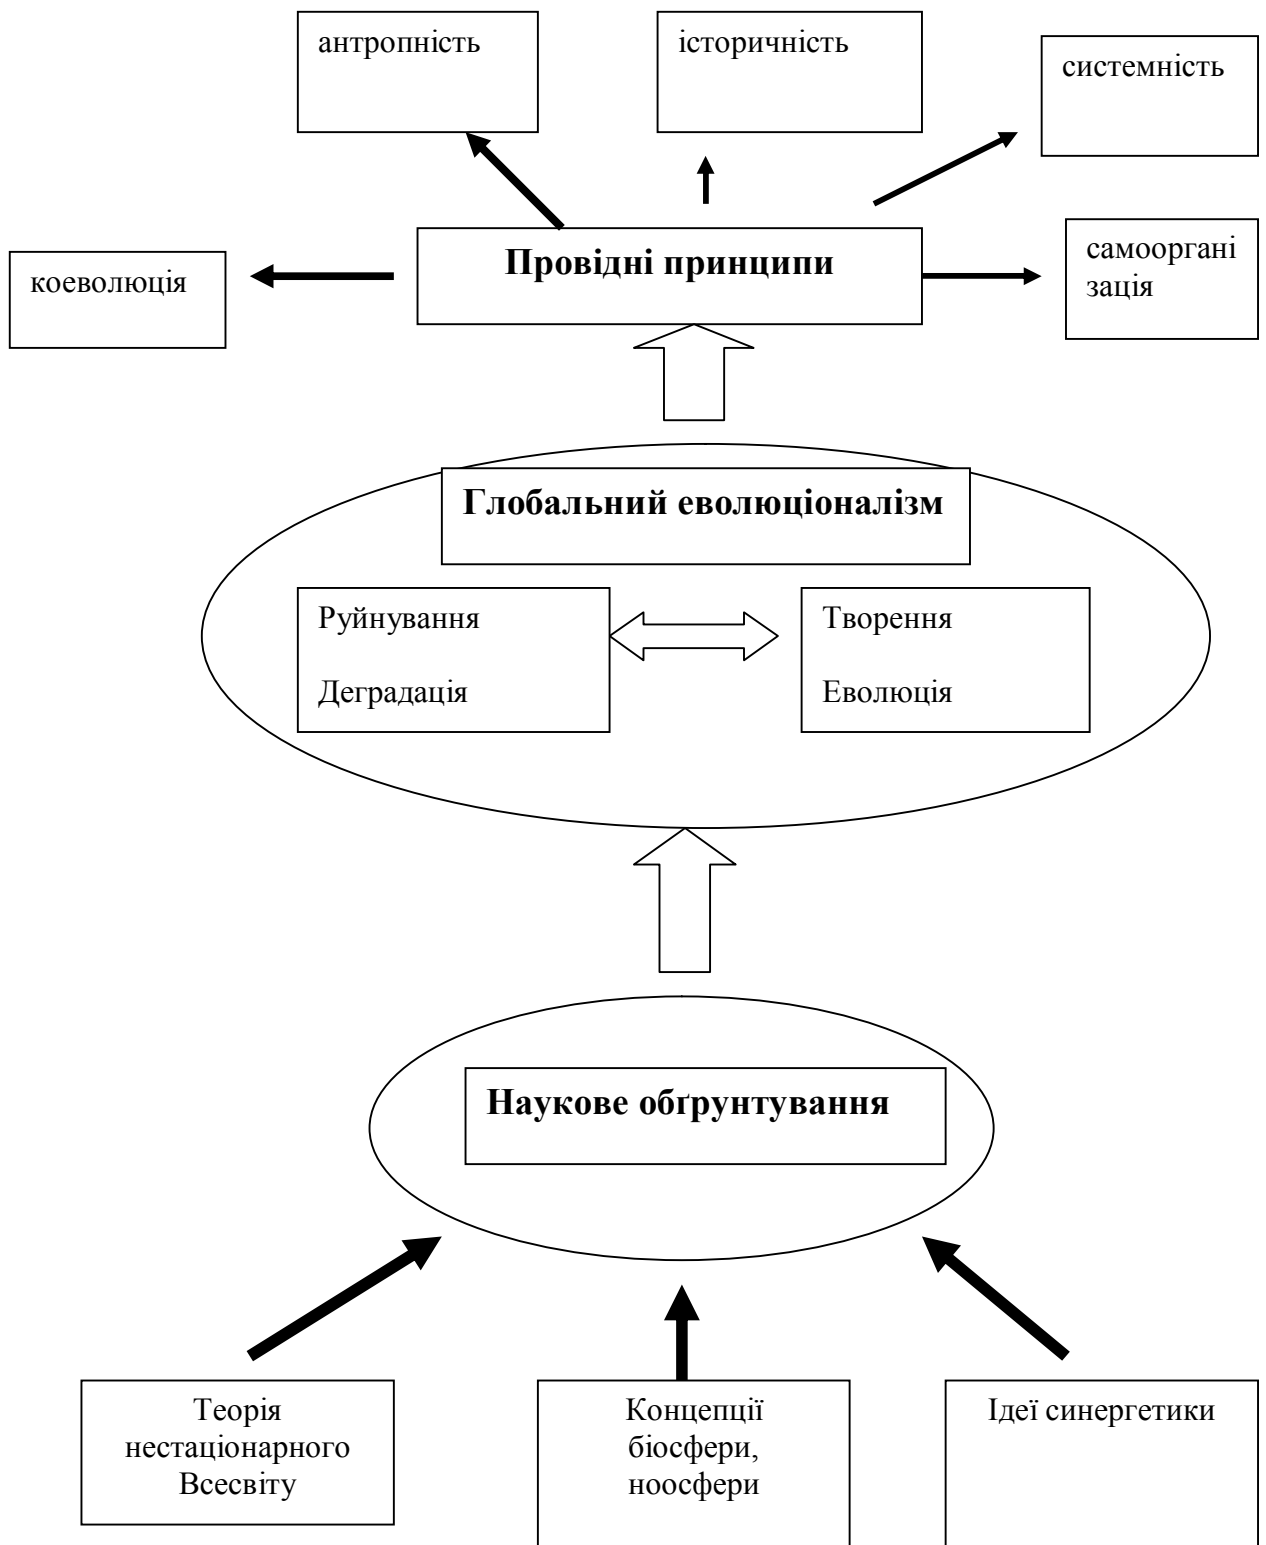 антропність
історичність
системність
Провідні принципи
самооргані
зація
коеволюція
Глобальний еволюціоналізм
Руйнування
Творення
Деградація
Еволюція
Наукове обґрунтування
Теорія
нестаціонарного
Всесвіту
Концепції
біосфери,
ноосфери
Ідеї синергетики